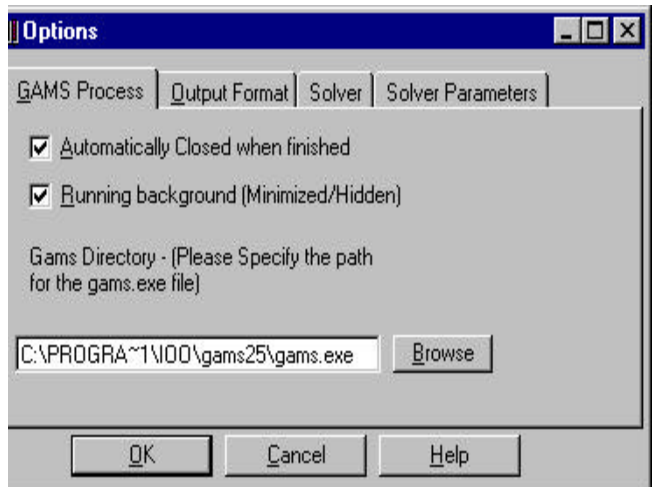 Options
GAMS Process Output Format Solver Solver Parameters
Automatically Closed when finished
Running background (Minimized/Hidden)
Gams Directory - (Please Specify the path
for the gams.exe file)
C:\PROGRA~1\IOO\gams25\gams.exe Browse
OK Cancel Help